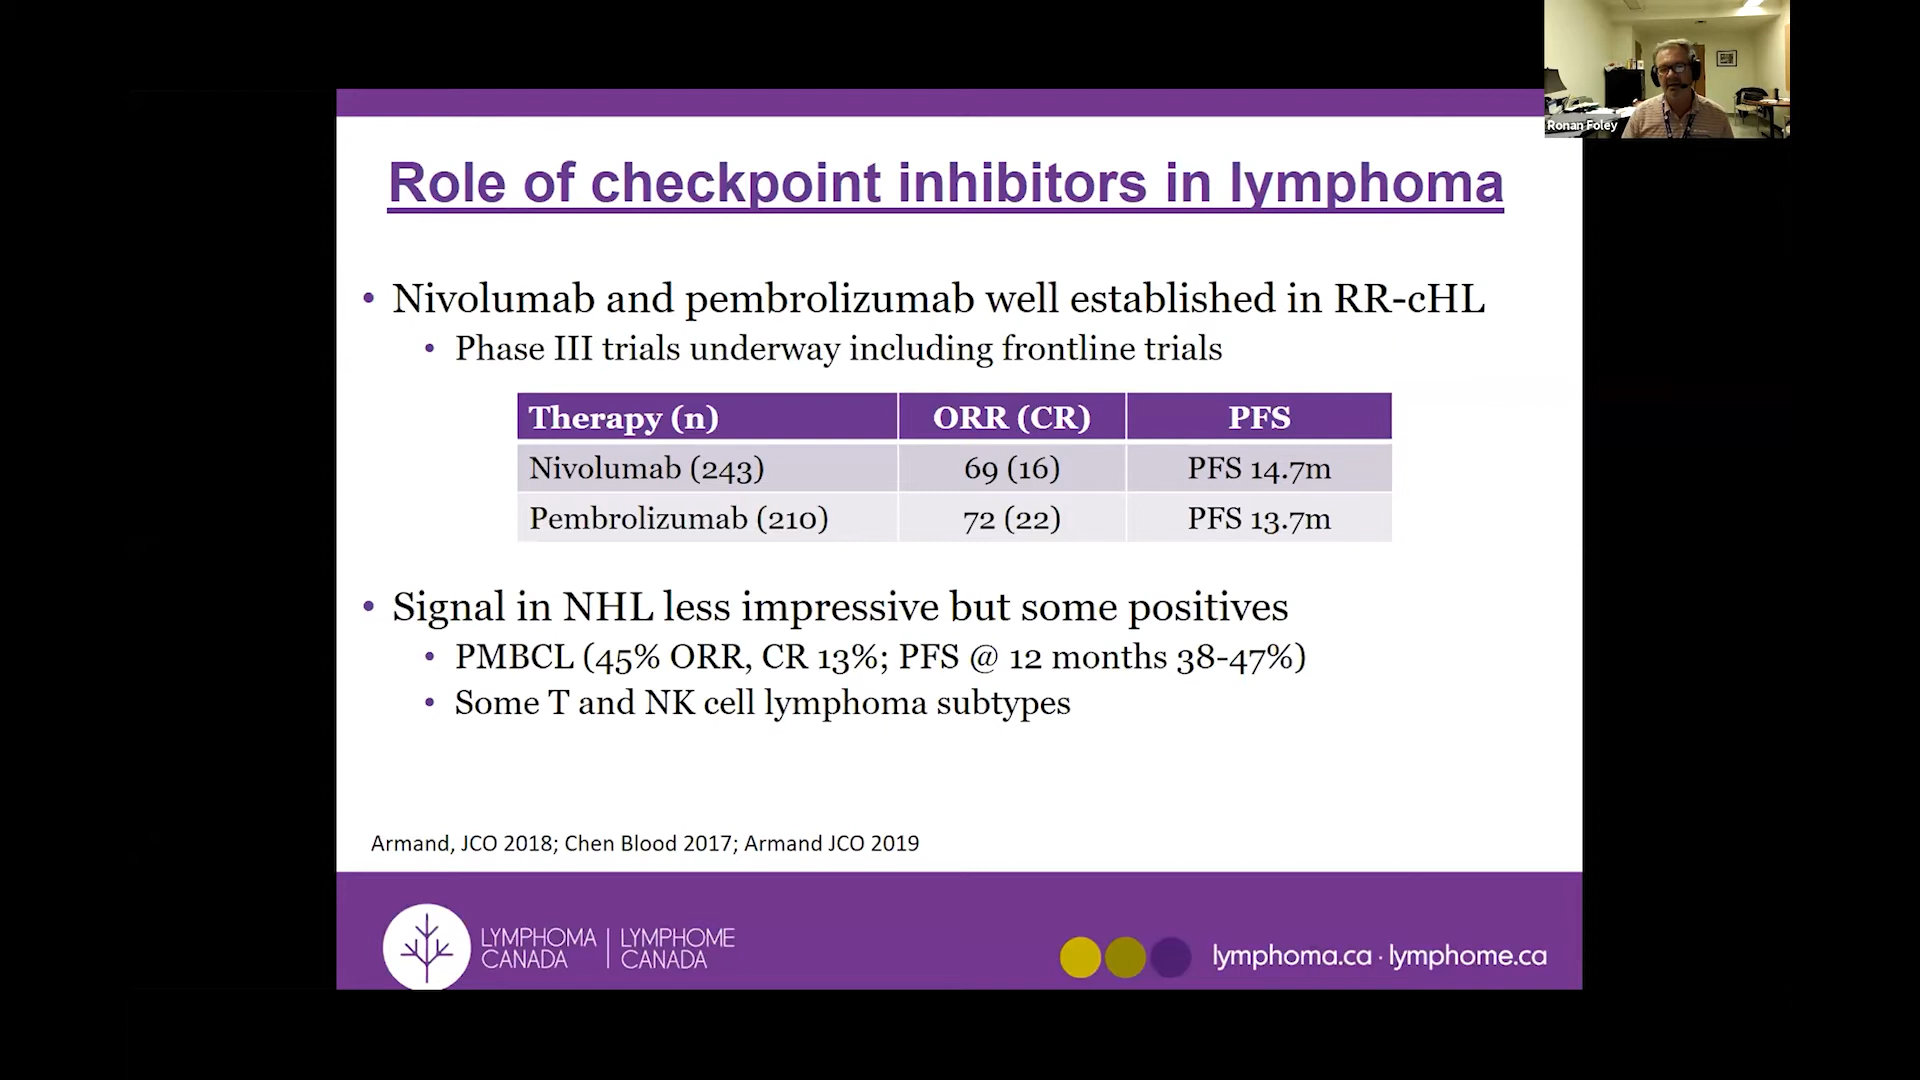 Ronan Foley
Role of checkpoint inhibitors in lymphoma
• Nivolumab and pembrolizumab well established in RR-cHL
• Phase III trials underway including frontline trials
Therapy (n) ORR (CR) PFS
Nivolumab (243) 69 (16) PFS 14.7m
Pembrolizumab (210) 72 (22) PFS 13.7m
• Signal in NHL less impressive but some positives
• PMBCL (45% ORR, CR 13%; PFS @ 12 months 38-47%)
• Some T and NK cell lymphoma subtypes
Armand, JCO 2018; Chen Blood 2017; Armand JCO 2019
LYMPHOMA | LYMPHOME
CANADA | CANADA
lymphoma.ca · lymphome.ca